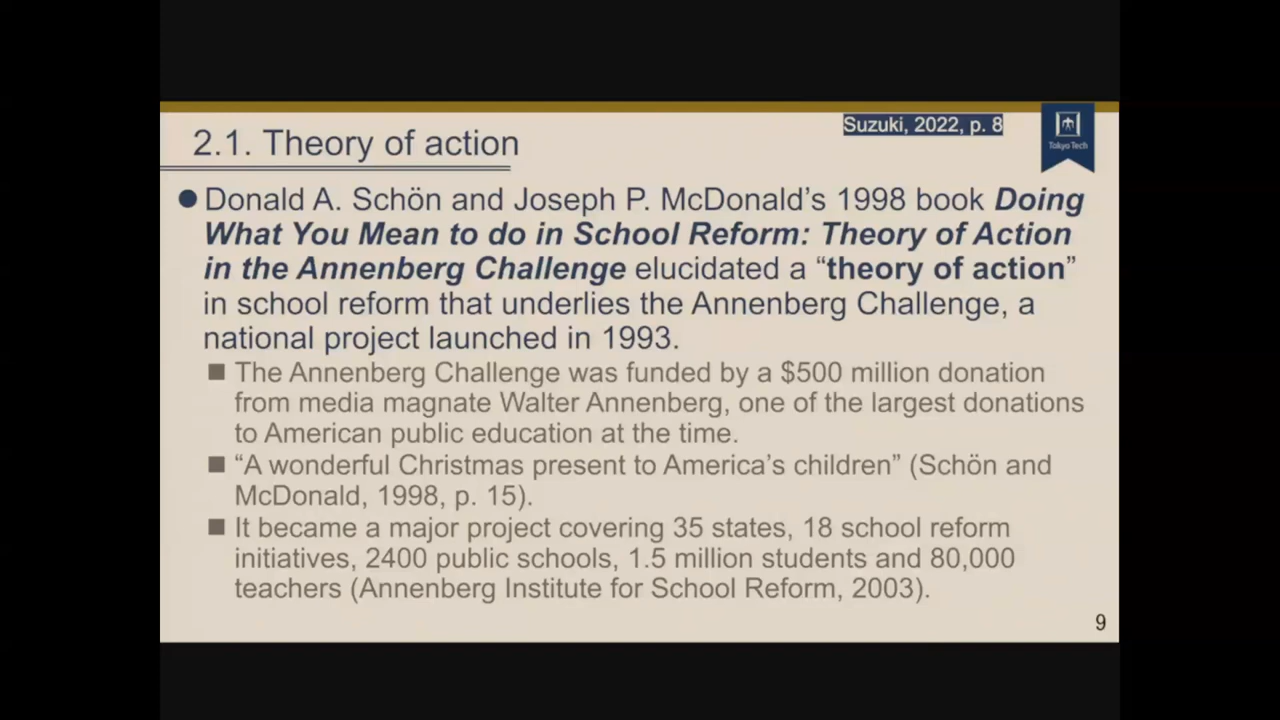 2.1. Theory of action
Suzuki, 2022, p. 8
Tokyo Tech
● Donald A. Schön and Joseph P. McDonald’s 1998 book Doing
What You Mean to do in School Reform: Theory of Action
in the Annenberg Challenge elucidated a “theory of action”
in school reform that underlies the Annenberg Challenge, a
national project launched in 1993.
■ The Annenberg Challenge was funded by a $500 million donation
from media magnate Walter Annenberg, one of the largest donations
to American public education at the time.
■ “A wonderful Christmas present to America’s children” (Schön and
McDonald, 1998, p. 15).
■ It became a major project covering 35 states, 18 school reform
initiatives, 2400 public schools, 1.5 million students and 80,000
teachers (Annenberg Institute for School Reform, 2003).
9